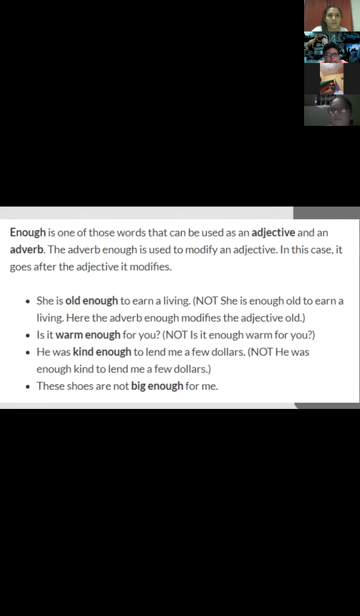 Enough is one of those words that can be used as an adjective and an
adverb. The adverb enough is used to modify an adjective. In this case, it
goes after the adjective it modifies.
• She is old enough to earn a living. (NOT She is enough old to earn a
living. Here the adverb enough modifies the adjective old.)
• Is it warm enough for you? (NOT Is it enough warm for you?)
• He was kind enough to lend me a few dollars. (NOT He was
enough kind to lend me a few dollars.)
• These shoes are not big enough for me.